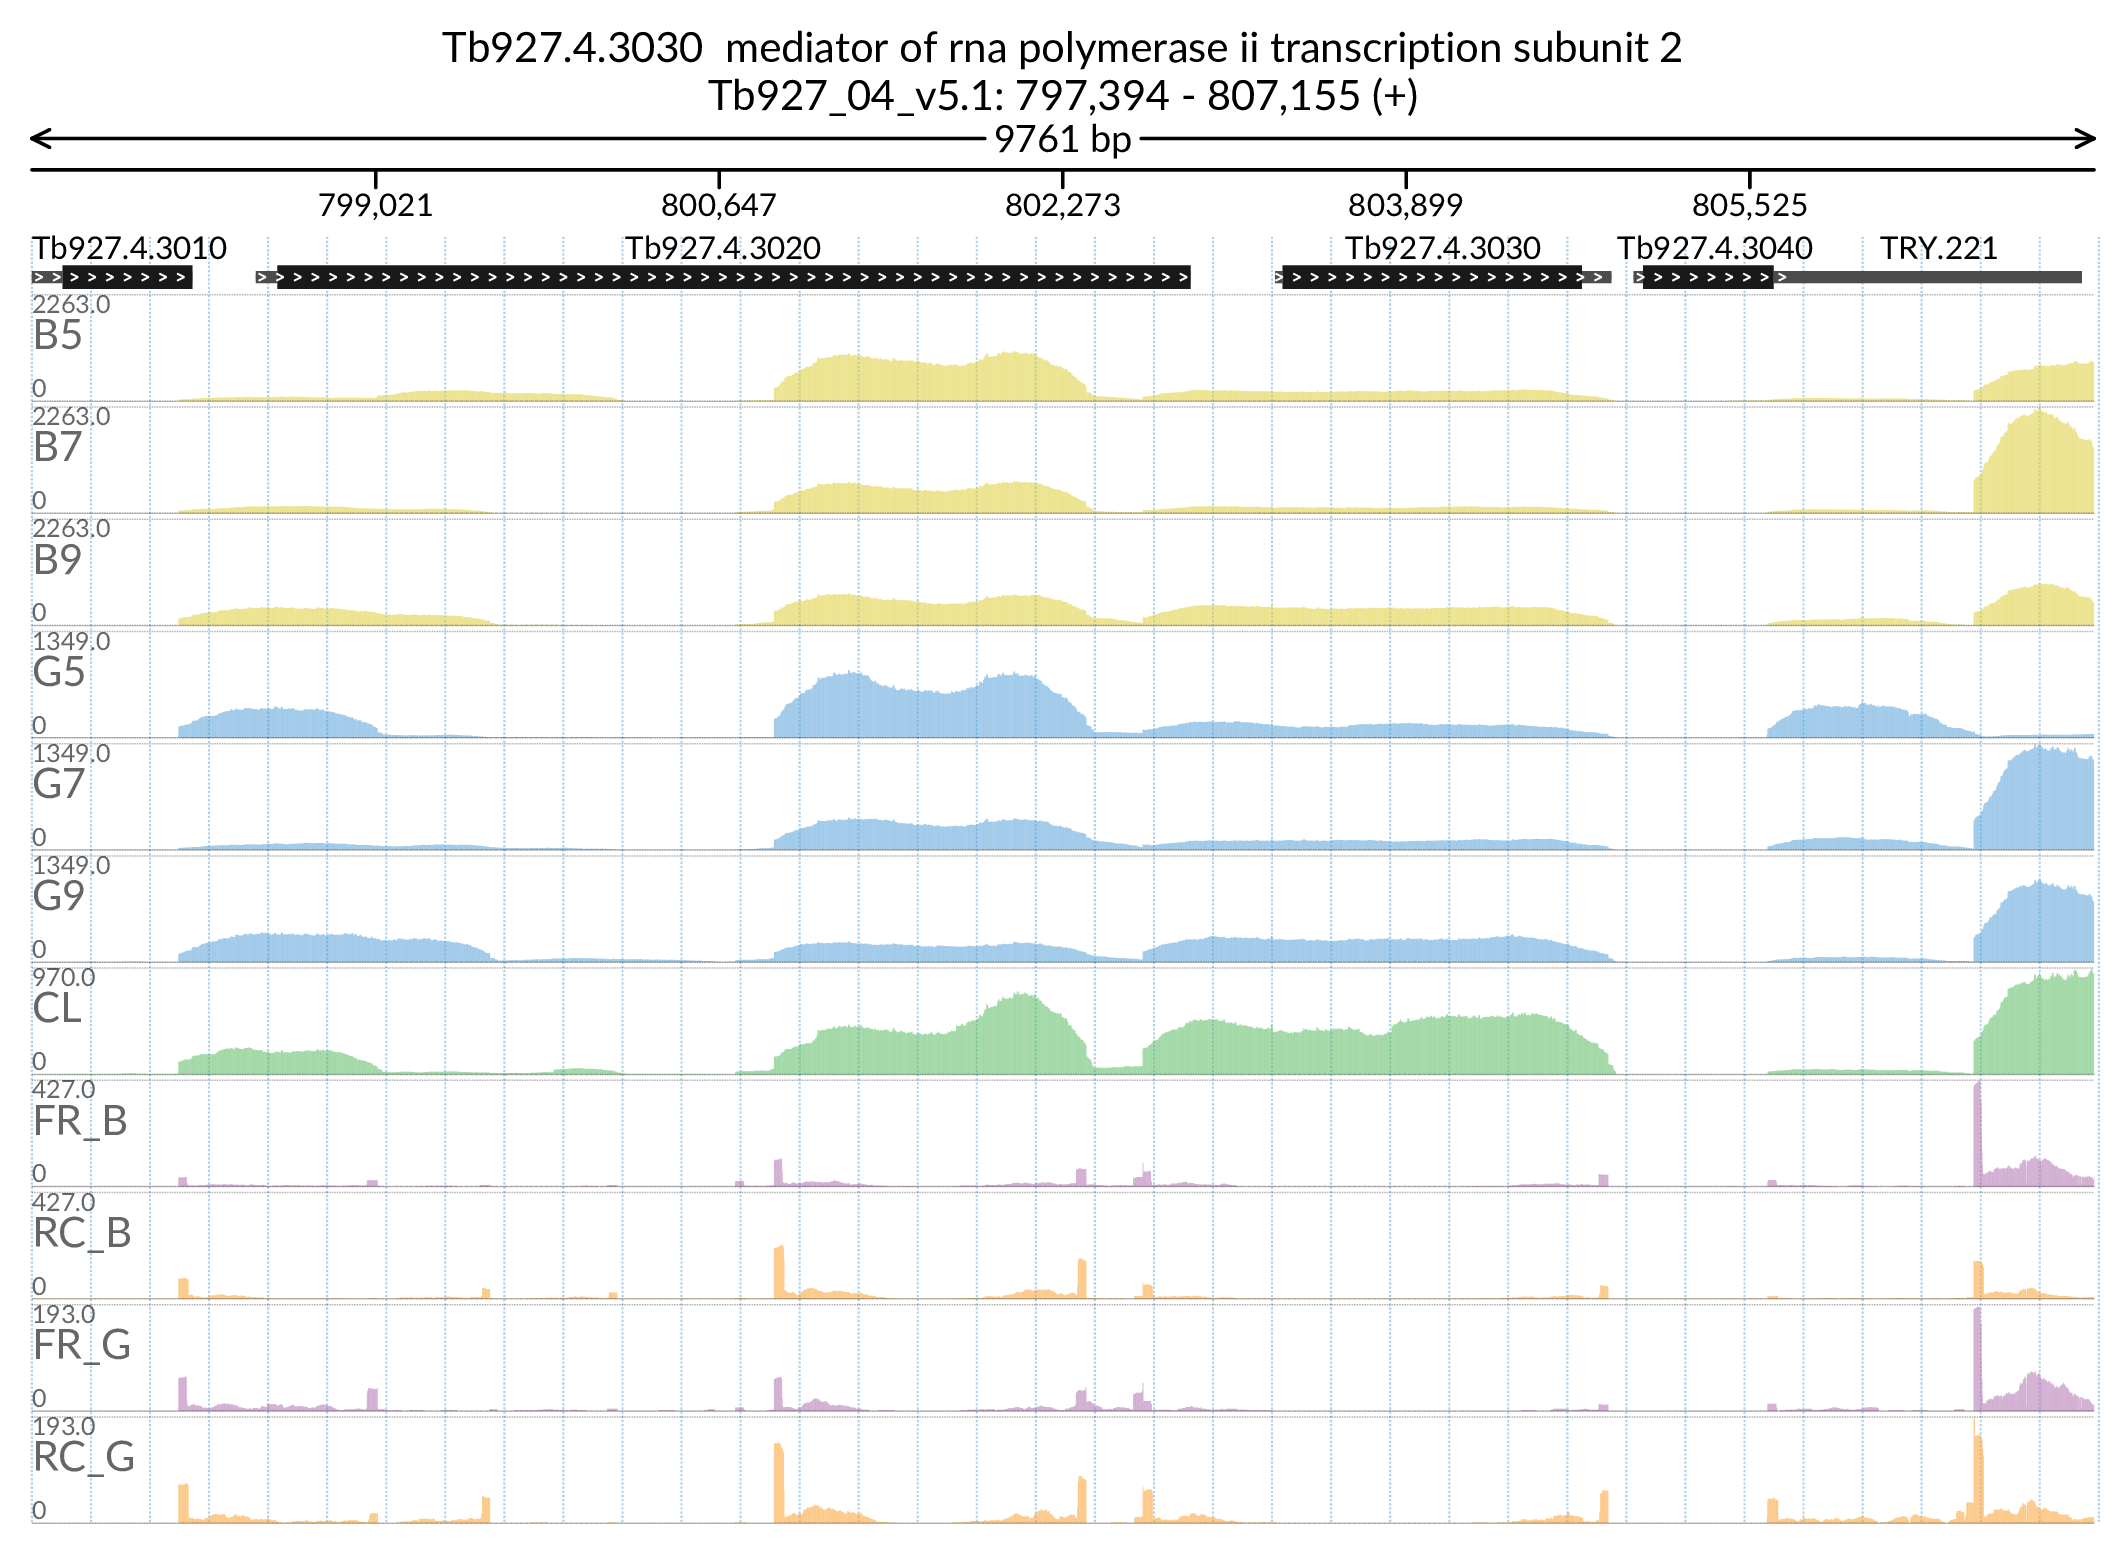 Tb927.4.3030  mediator of rna polymerase ii transcription subunit 2
Tb927_04_v5.1: 797,394 - 807,155 (+)
9761 bp
799,021 800,647 802,273 803,899 805,525
Tb927.4.3010 Tb927.4.3020 Tb927.4.3030 Tb927.4.3040 TRY.221
2263.0
B5
0
2263.0
B7
0
2263.0
B9
0
1349.0
G5
0
1349.0
G7
0
1349.0
G9
0
970.0
CL
0
427.0
FR_B
0
427.0
RC_B
0
193.0
FR_G
0
193.0
RC_G
0